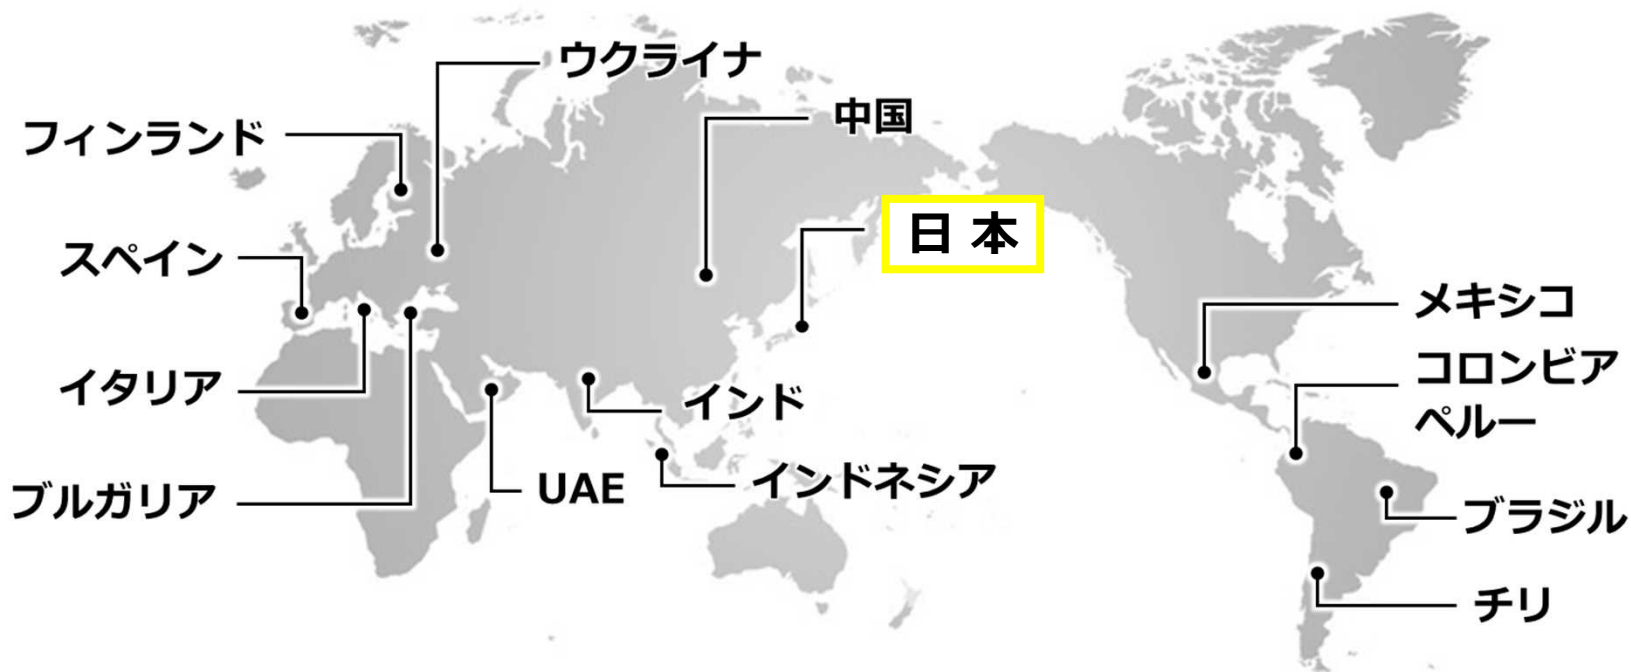 ウクライナ
中国
フィンランド
日本
スペイン
メキシコ
コロンビア
ペルー
イタリア
インド
インドネシア
UAE
ブルガリア
ブラジル
チリ